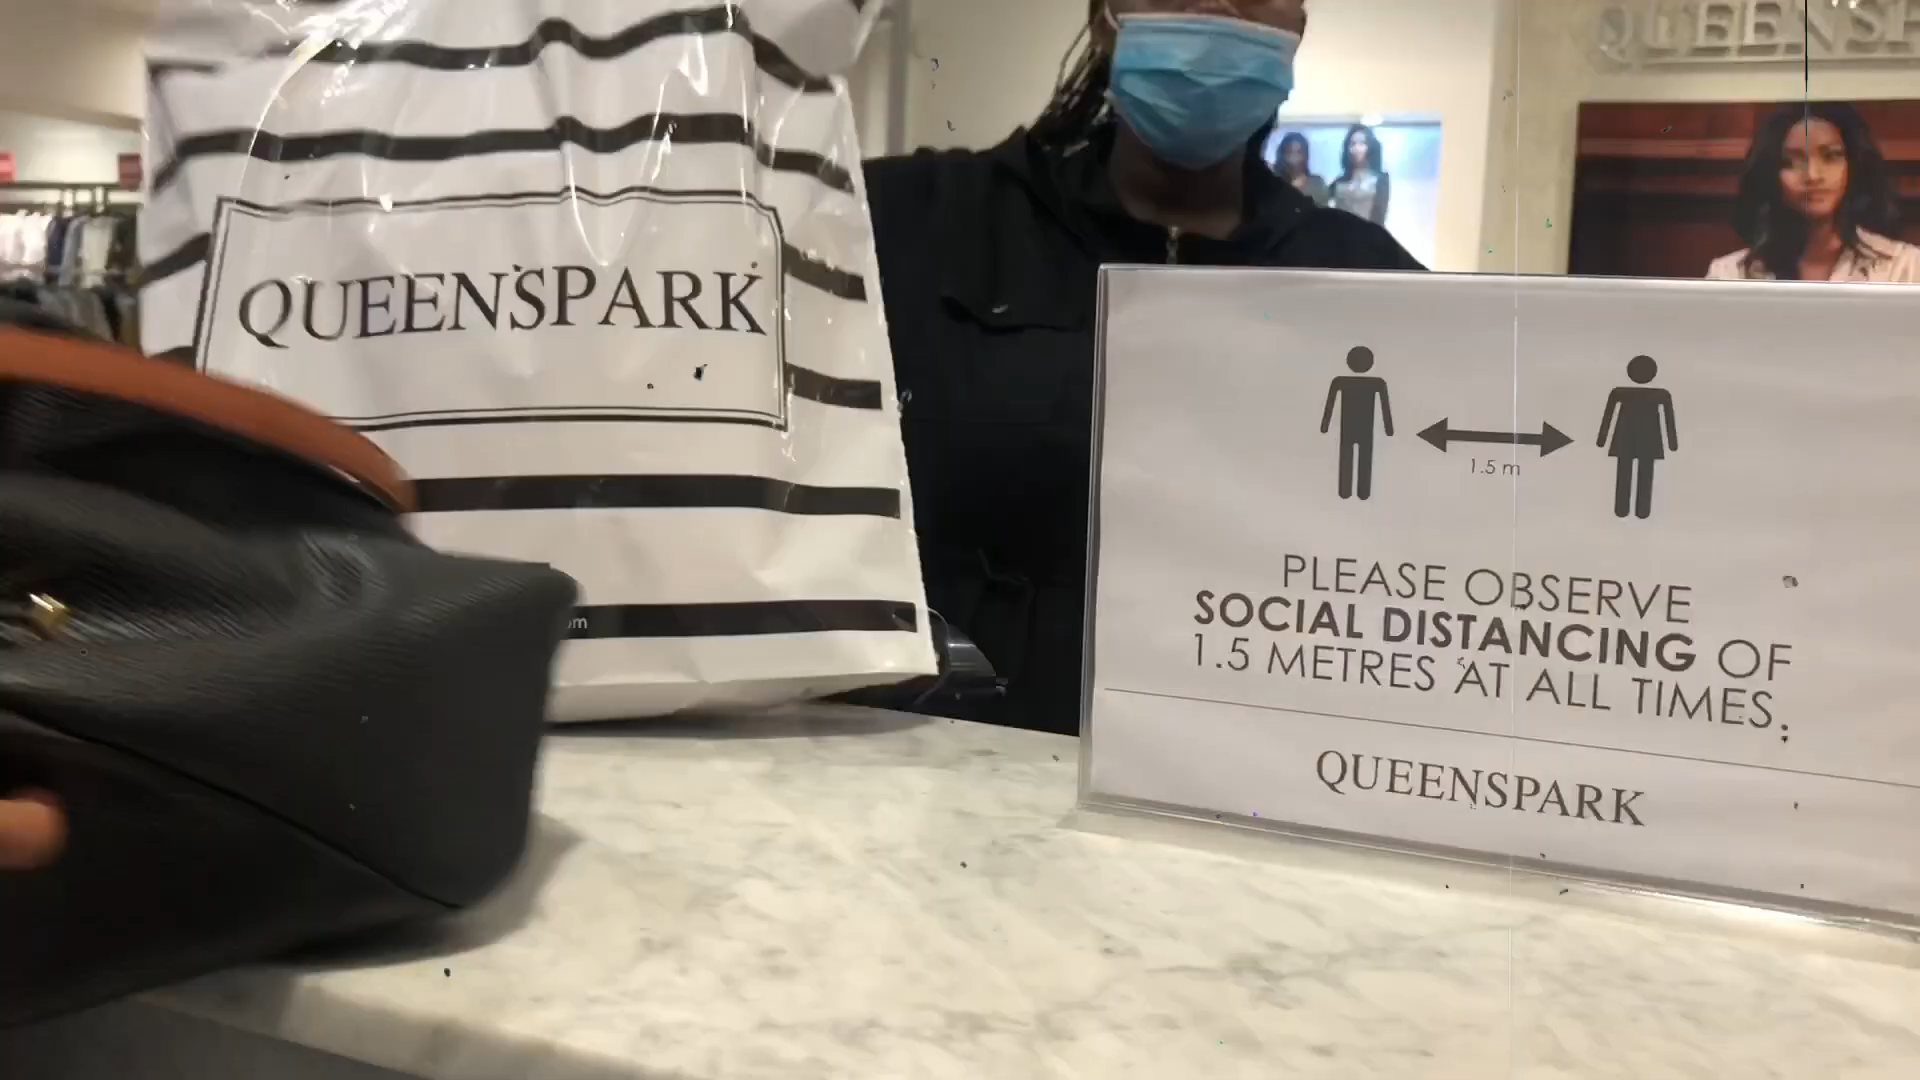 QUEENSPARK
1.5 m
PLEASE OBSERVE
SOCIAL DISTANCING OF
1.5 METRES AT ALL TIMES.
QUEENSPARK